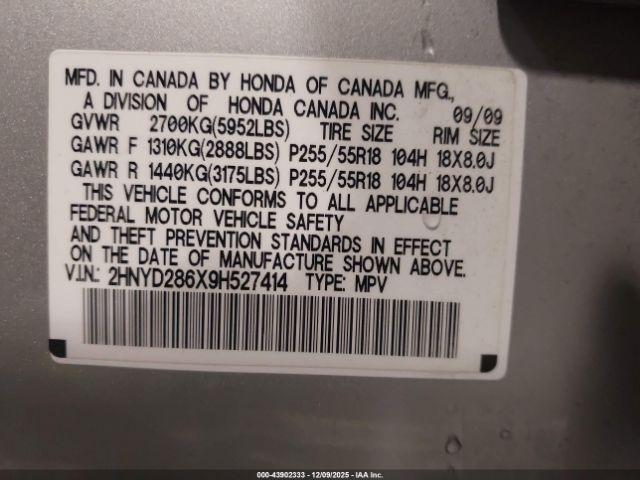 MFD. IN CANADA BY HONDA OF CANADA MFG.,
A DIVISION OF HONDA CANADA INC. 09/09
GVWR 2700KG(5952LBS) TIRE SIZE RIM SIZE
GAWR F 1310KG(2888LBS) P255/55R18 104H 18X8.0J
GAWR R 1440KG(3175LBS) P255/55R18 104H 18X8.0J
THIS VEHICLE CONFORMS TO ALL APPLICABLE
FEDERAL MOTOR VEHICLE SAFETY
AND THEFT PREVENTION STANDARDS IN EFFECT
ON THE DATE OF MANUFACTURE SHOWN ABOVE.
V.I.N.: 2HNYD286X9H527414 TYPE: MPV
000-43902333 - 12/09/2025 - IAA Inc.